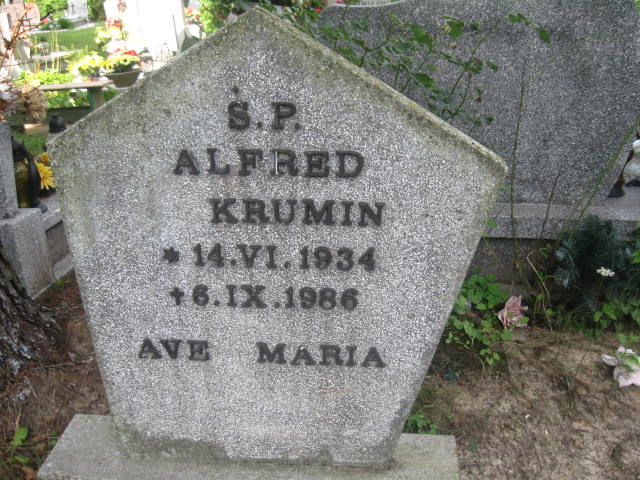 Ś.P.
ALFRED
KRUMIN
* 14.VI.1934
✝ 6.IX.1986
AVE MARIA